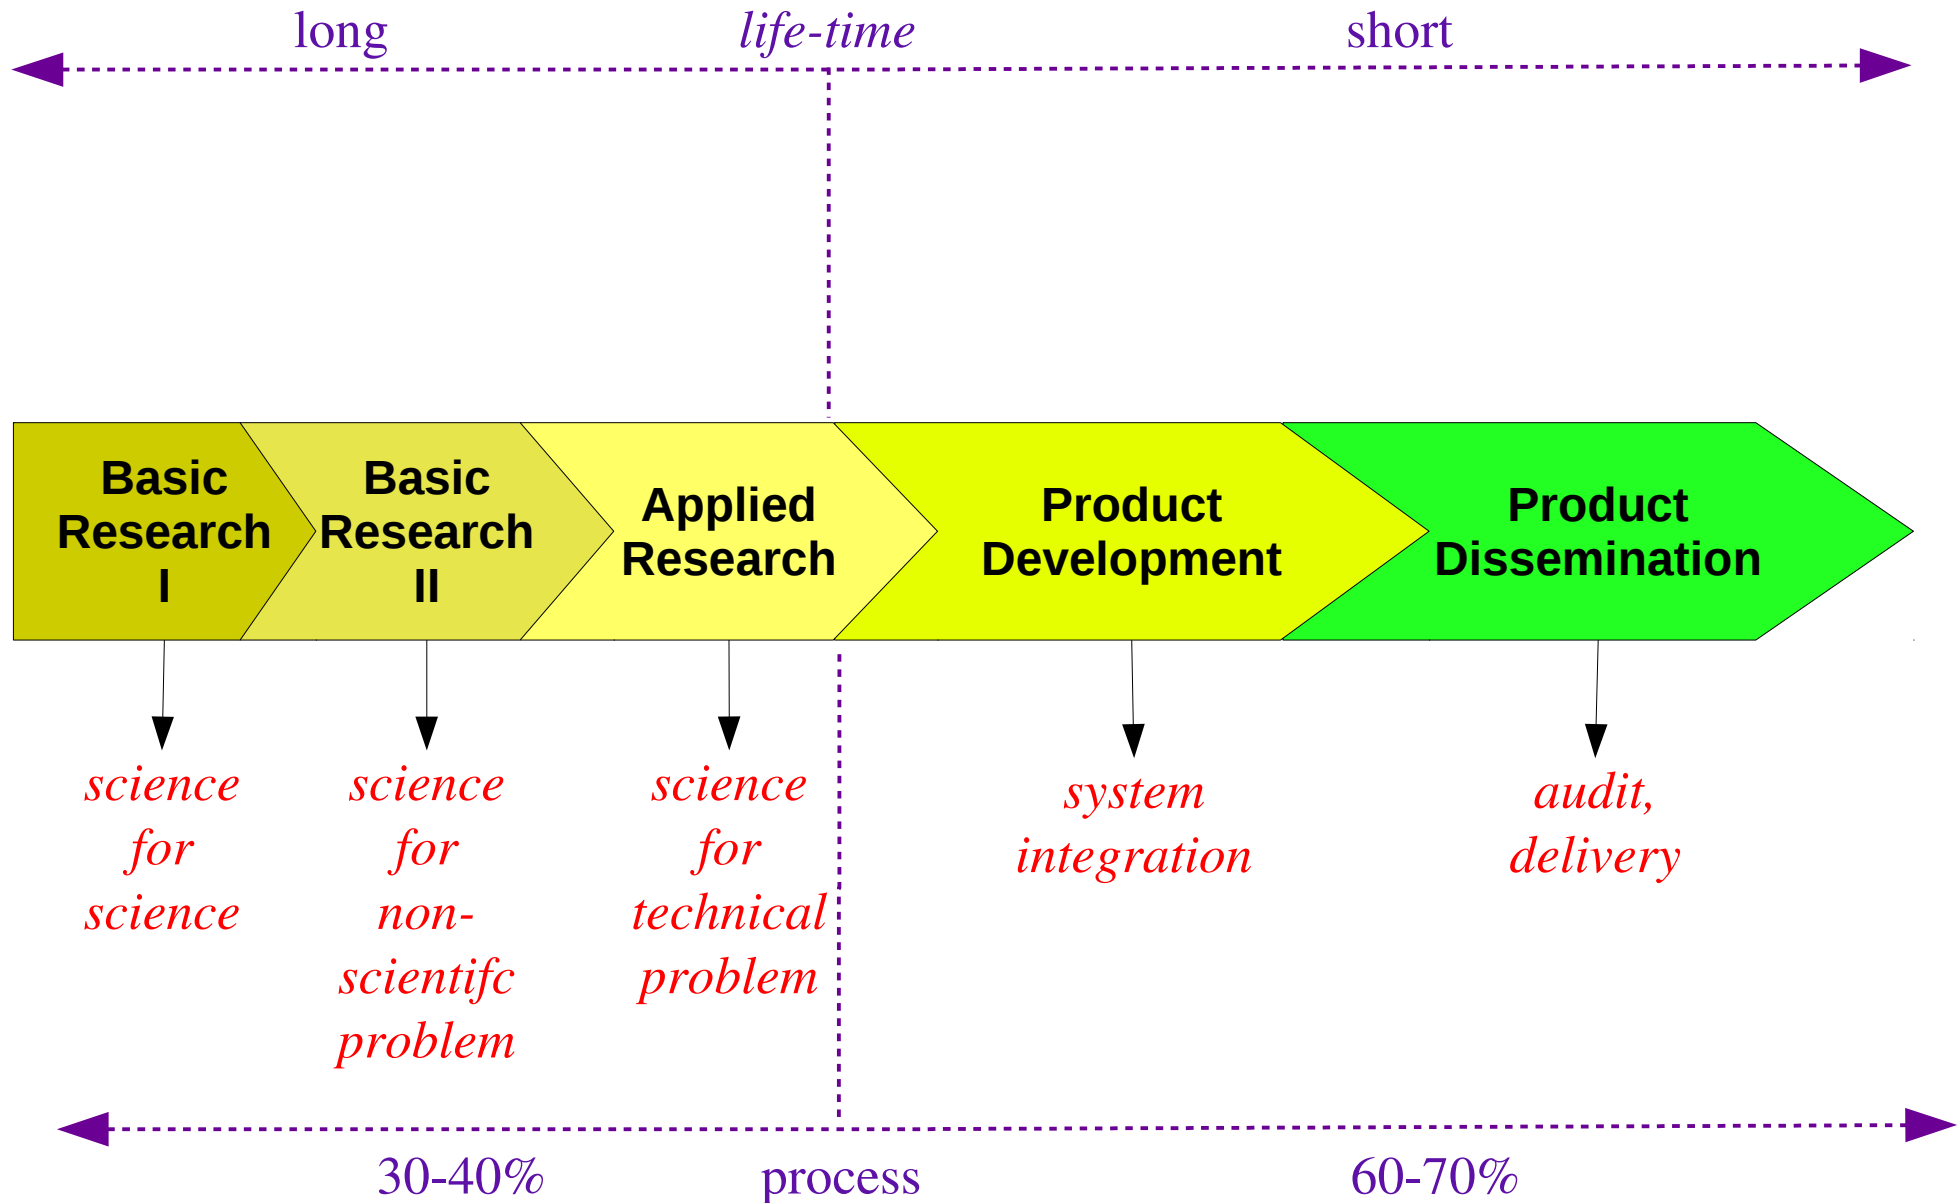 long life-time short
Basic
Research
I
Basic
Research
II
Applied
Research
Product
Development
Product
Dissemination
science
for
science
science
for
non-
scientifc
problem
science
for
technical
problem
system
integration
audit,
delivery
30-40% process 60-70%